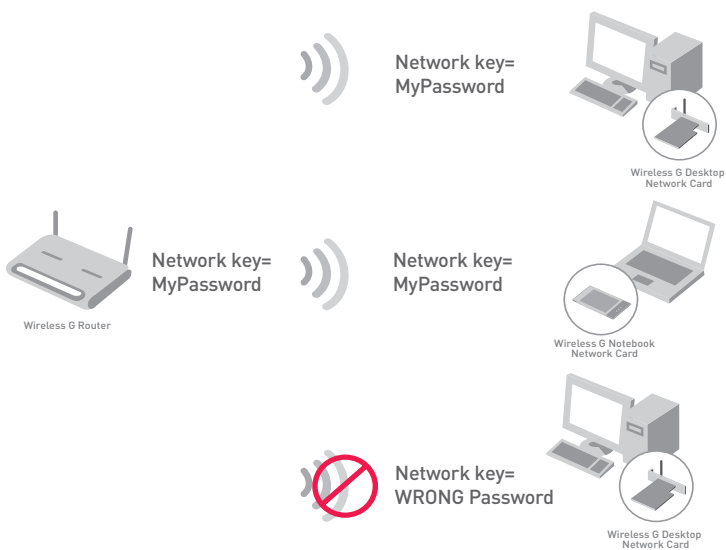 Network key=
MyPassword
Wireless G Desktop
Network Card
Network key=
MyPassword
Wireless G Router
Network key=
MyPassword
Wireless G Notebook
Network Card
Network key=
WRONG Password
Wireless G Desktop
Network Card